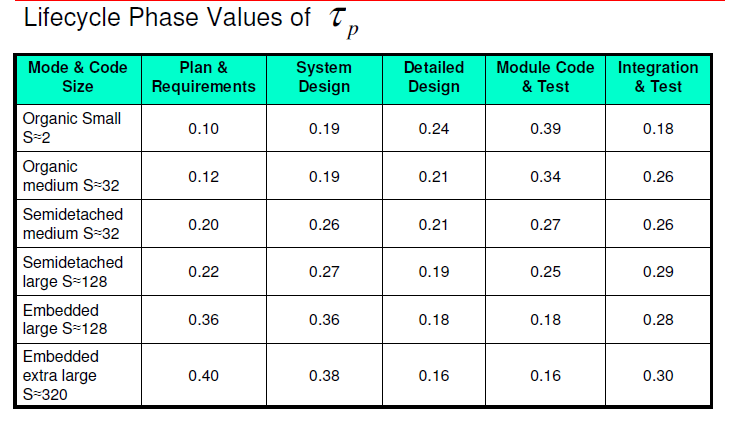 Lifecycle Phase Values of τp
Mode & Code Size Plan & Requirements System Design Detailed Design Module Code & Test Integration & Test
Organic Small S≈2 0.10 0.19 0.24 0.39 0.18
Organic medium S≈32 0.12 0.19 0.21 0.34 0.26
Semidetached medium S≈32 0.20 0.26 0.21 0.27 0.26
Semidetached large S≈128 0.22 0.27 0.19 0.25 0.29
Embedded large S≈128 0.36 0.36 0.18 0.18 0.28
Embedded extra large S≈320 0.40 0.38 0.16 0.16 0.30